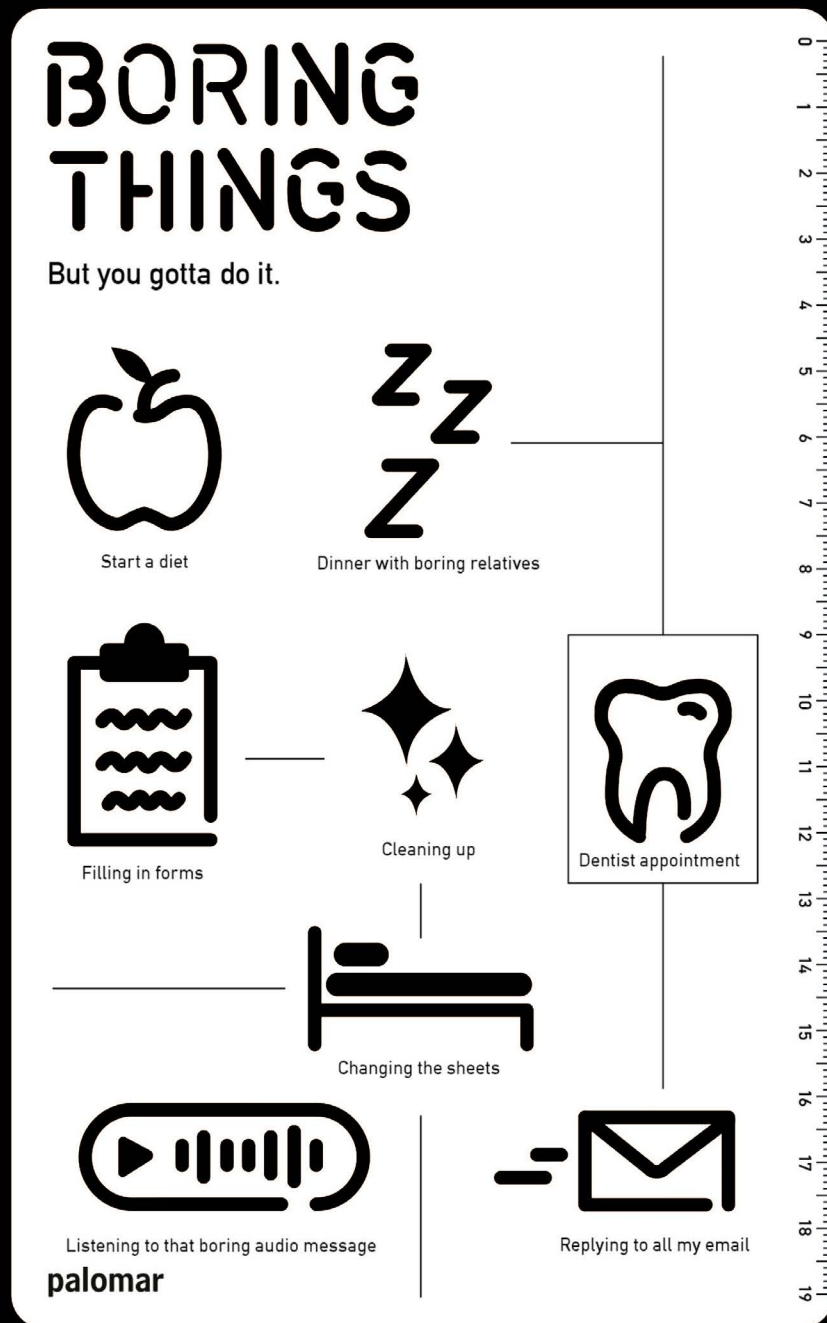 BORING
THINGS
But you gotta do it.
z
z
z
Start a diet
Dinner with boring relatives
Filling in forms
Cleaning up
Dentist appointment
Changing the sheets
Listening to that boring audio message
Replying to all my email
palomar
0
1
2
3
4
5
6
7
8
9
10
11
12
13
14
15
16
17
18
19